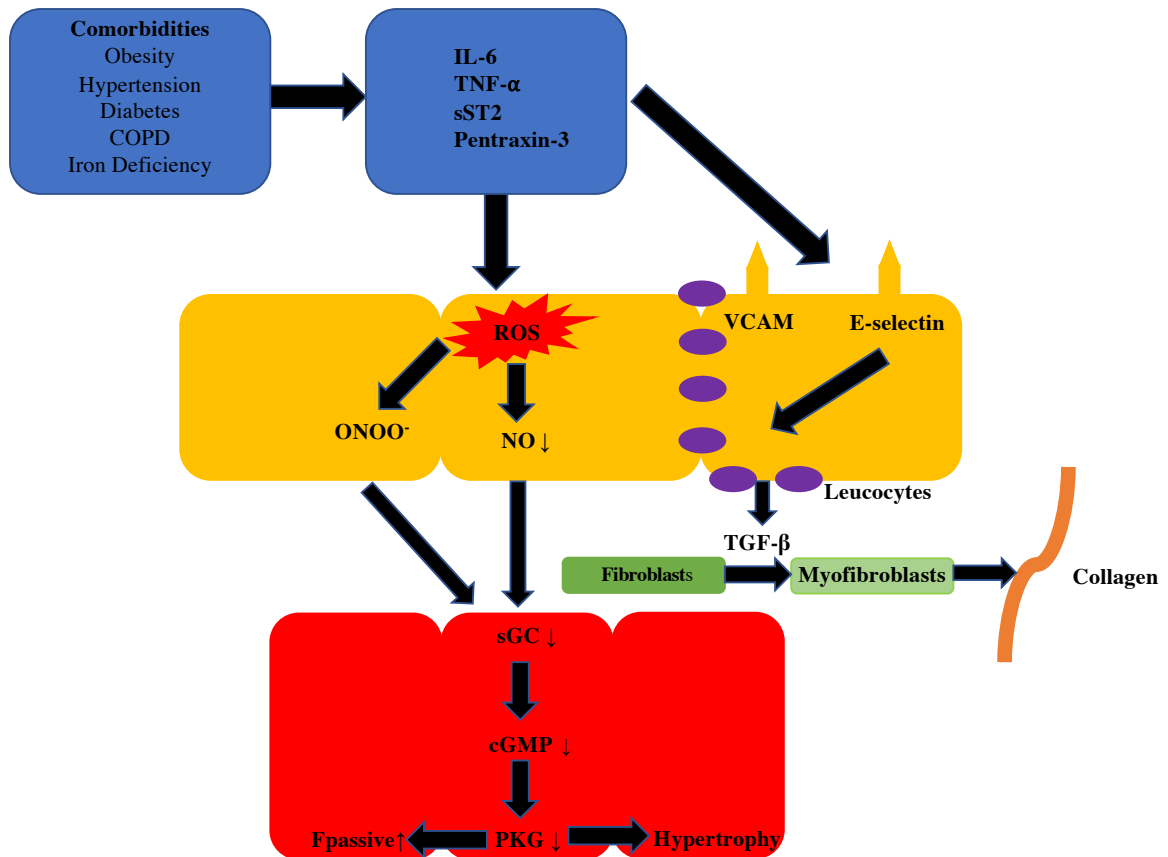 Comorbidities
Obesity
Hypertension
Diabetes
COPD
Iron Deficiency
IL-6
TNF-α
sST2
Pentraxin-3
ROS
VCAM
E-selectin
ONOO-
NO ↓
Leucocytes
TGF-β
Fibroblasts
Myofibroblasts
Collagen
sGC ↓
cGMP ↓
Fpassive↑
PKG ↓
Hypertrophy